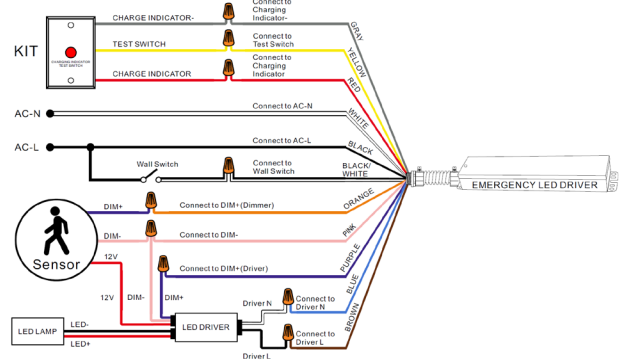 Connect to
Charging
Indicator-
CHARGE INDICATOR-
GRAY
KIT
TEST SWITCH
Connect to
Test Switch
YELLOW
CHARGING INDICATOR
TEST SWITCH
Connect to
Charging
Indicator
CHARGE INDICATOR
RED
AC-N
Connect to AC-N
WHITE
AC-L
Connect to AC-L
BLACK
Wall Switch
Connect to
Wall Switch
BLACK/
WHITE
EMERGENCY LED DRIVER
DIM+
Connect to DIM+(Dimmer)
ORANGE
DIM-
Connect to DIM-
PINK
Sensor
12V
Connect to DIM+(Driver)
PURPLE
12V
DIM-
DIM+
BLUE
Driver N
Connect to
Driver N
BROWN
LED LAMP
LED-
LED+
LED DRIVER
Connect to
Driver L
Driver L